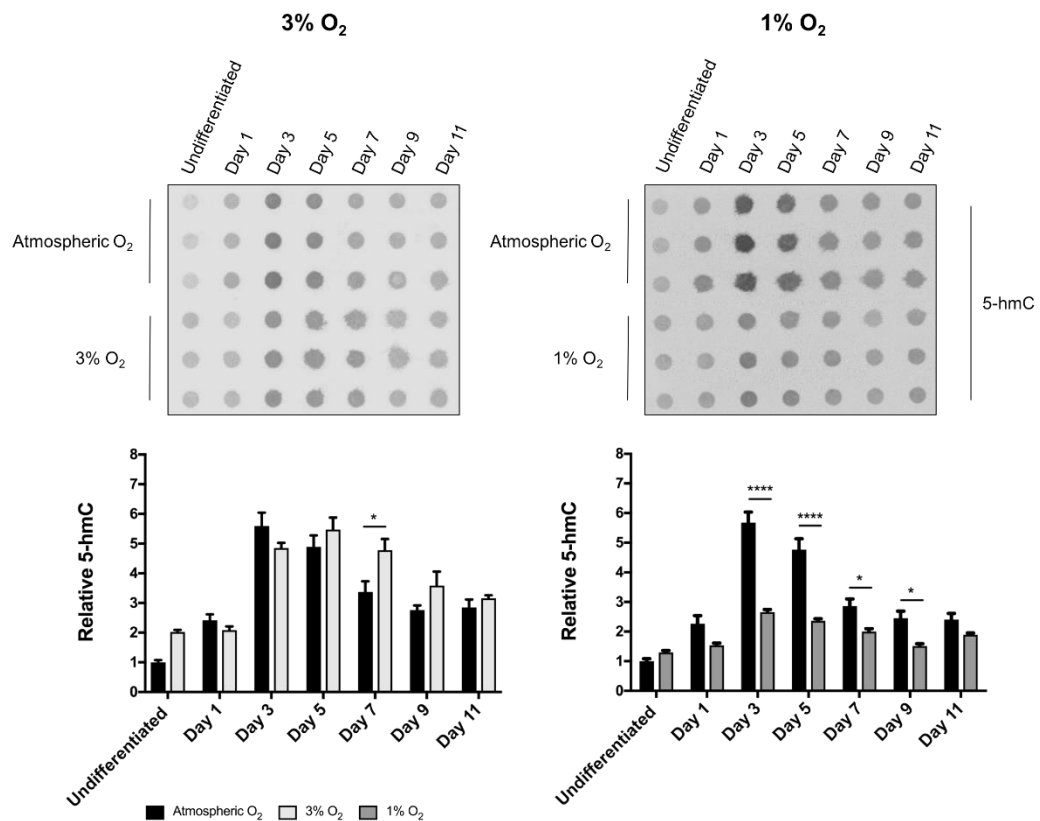 3% O₂
Undifferentiated
Day 1
Day 3
Day 5
Day 7
Day 9
Day 11
Atmospheric O₂
3% O₂
1% O₂
Undifferentiated
Day 1
Day 3
Day 5
Day 7
Day 9
Day 11
Atmospheric O₂
1% O₂
5-hmC
Relative 5-hmC
8
7
6
5
4
3
2
1
0
*
Undifferentiated
Day 1
Day 3
Day 5
Day 7
Day 9
Day 11
Relative 5-hmC
8
7
6
5
4
3
2
1
0
****
****
*
*
Undifferentiated
Day 1
Day 3
Day 5
Day 7
Day 9
Day 11
Atmospheric O₂ 3% O₂ 1% O₂